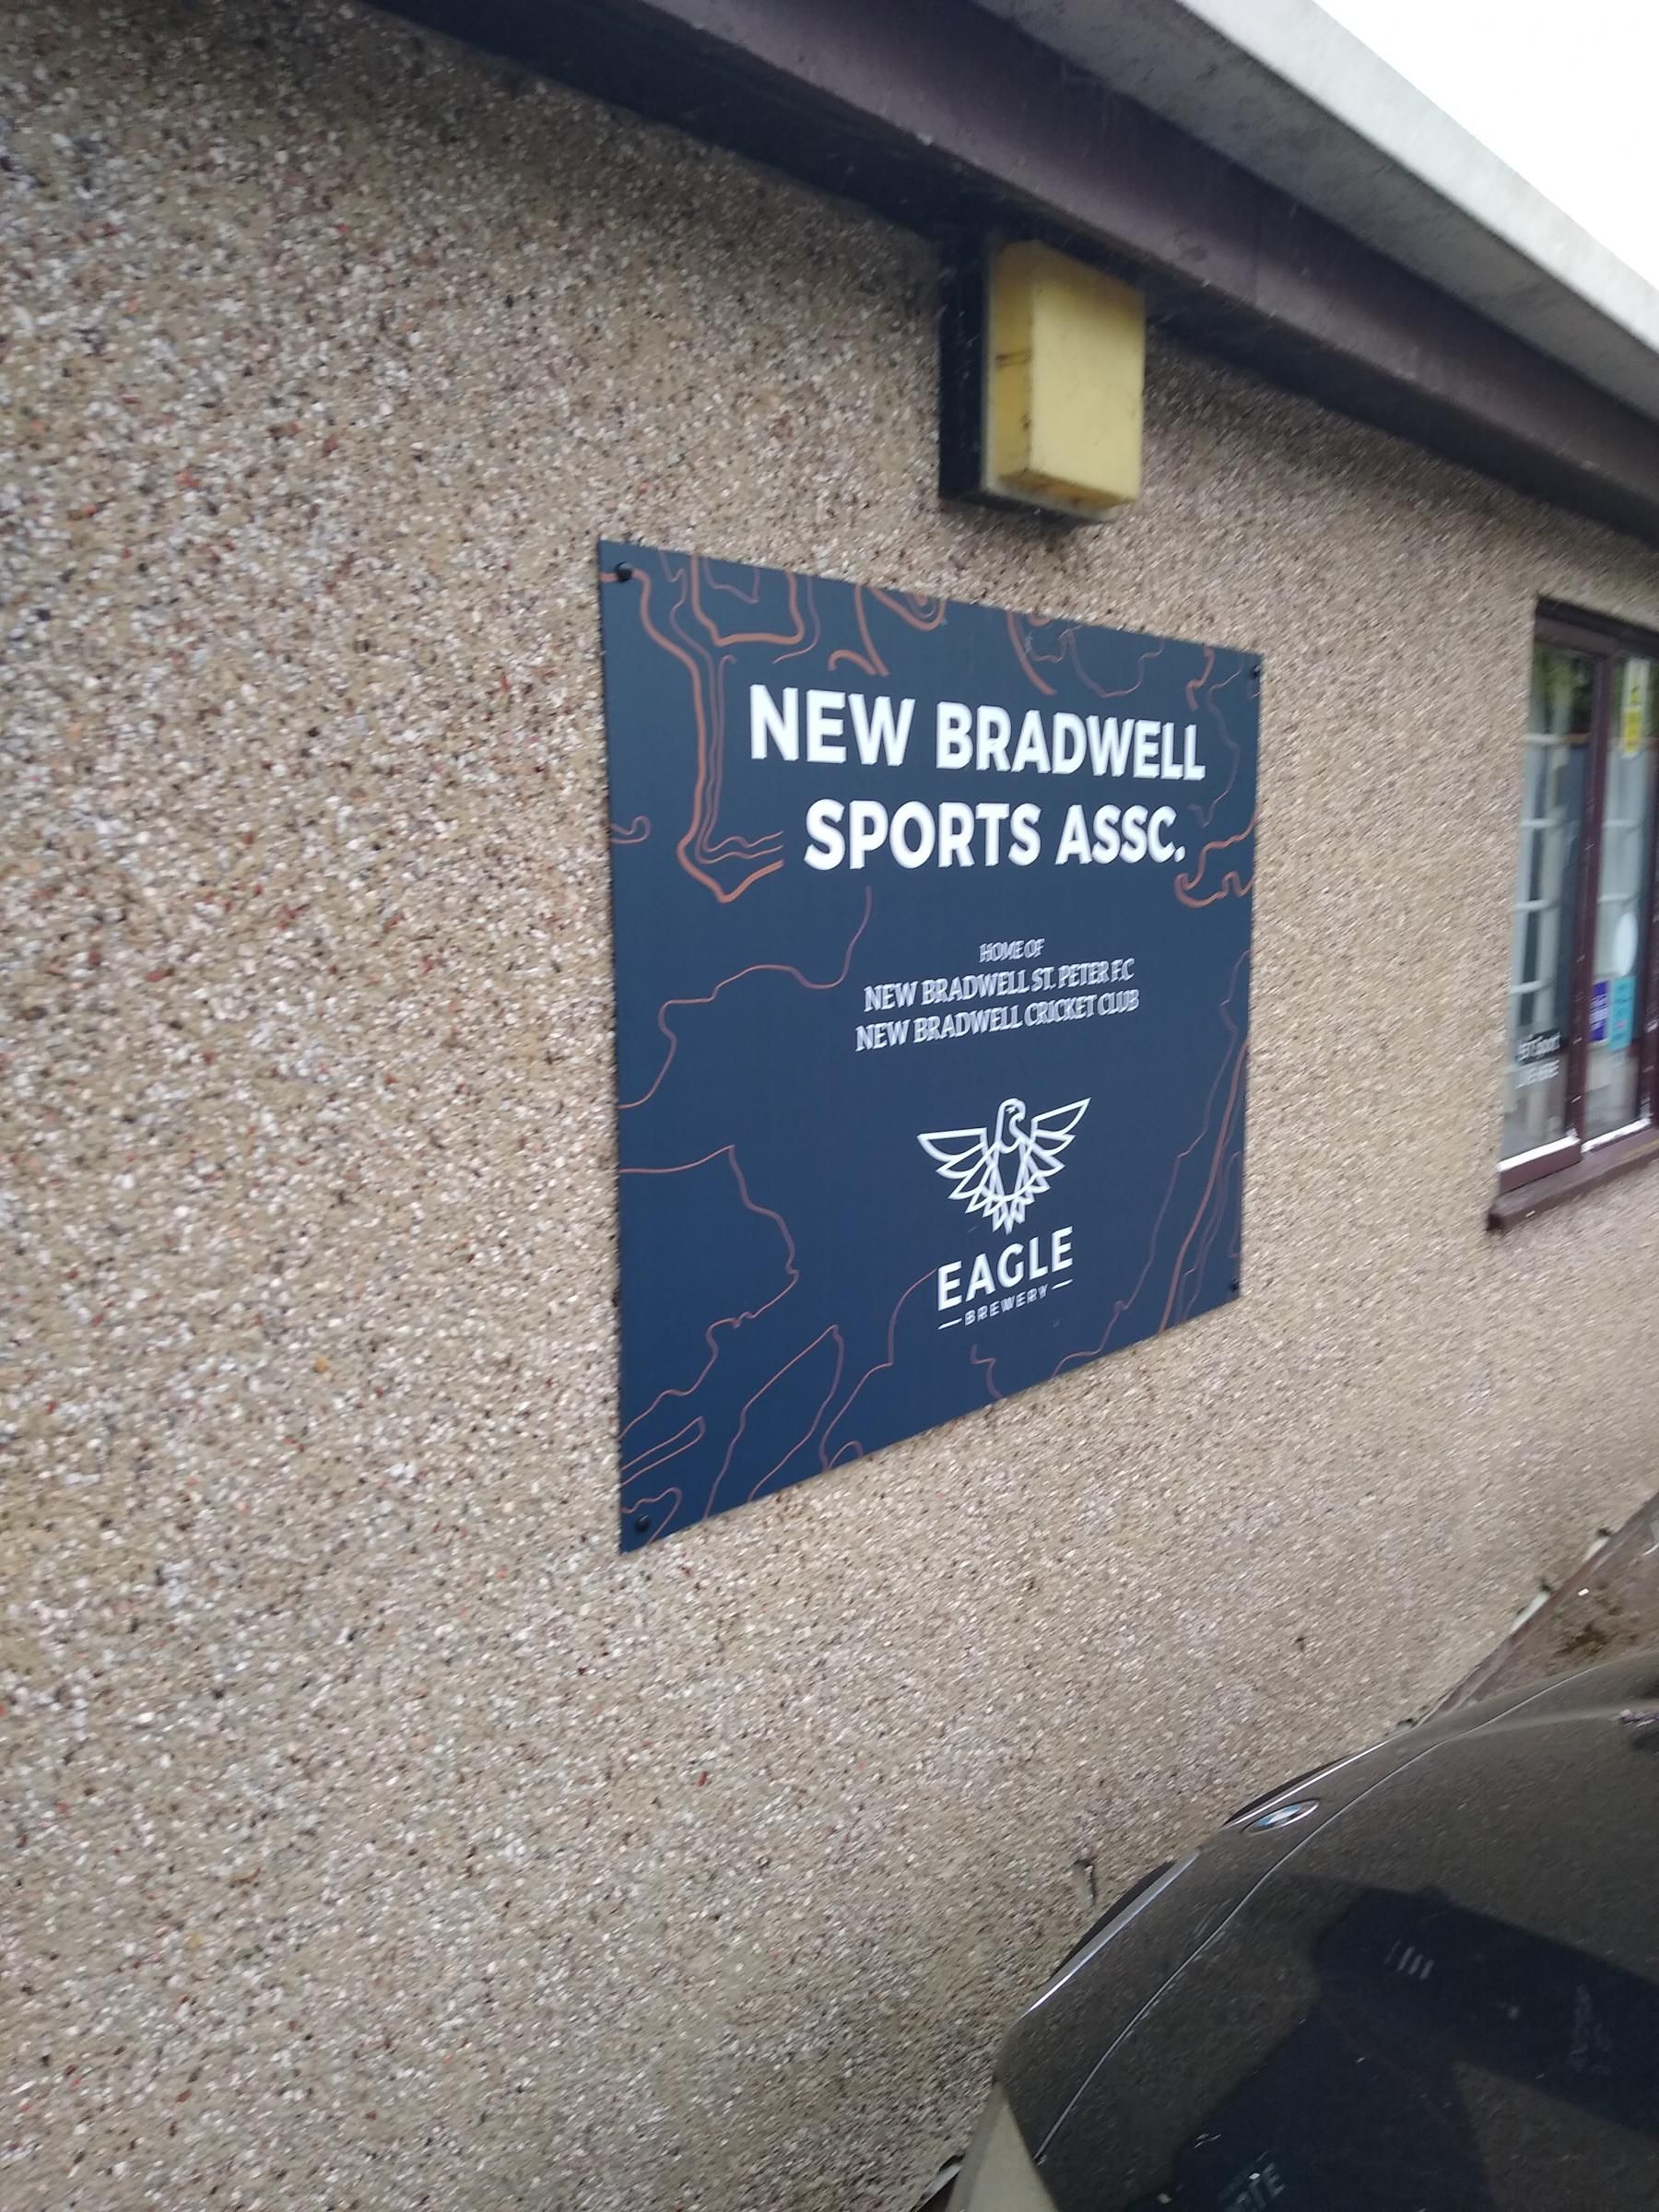 NEW BRADWELL
SPORTS ASSC.
HOME OF
NEW BRADWELL ST. PETER F.C
NEW BRADWELL CRICKET CLUB
EAGLE
BREWERY